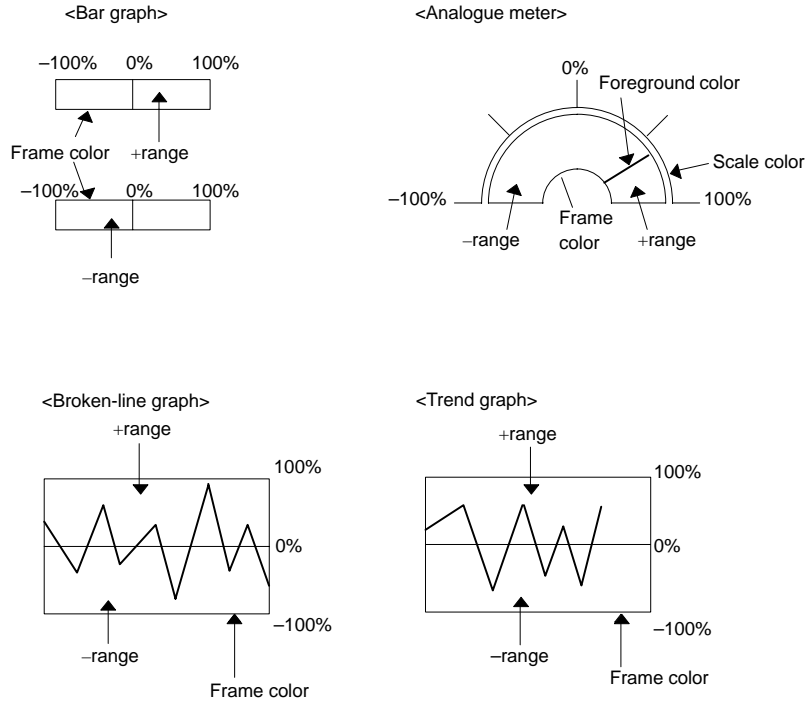 <Bar graph>
–100% 0% 100%
Frame color +range
–100% 0% 100%
–range
<Analogue meter>
0%
Foreground color
Scale color
–100% 100%
Frame
color
–range +range
<Broken-line graph>
+range
100%
0%
–100%
–range
Frame color
<Trend graph>
+range
100%
0%
–100%
–range
Frame color